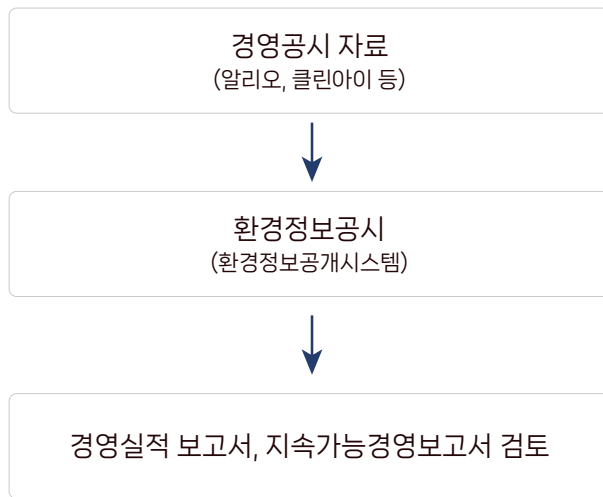 경영공시 자료
(알리오, 클린아이 등)
환경정보공시
(환경정보공개시스템)
경영실적 보고서, 지속가능경영보고서 검토